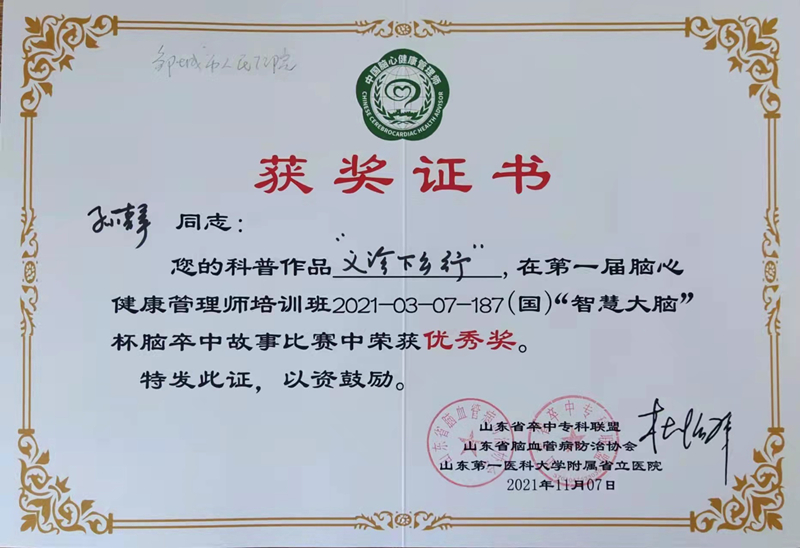 邹城市人民医院
中国脑心健康管理师
CHINESE CEREBROCARDIAC HEALTH ADVISOR
获奖证书
同志：
您的科普作品“义诊下乡行”，在第一届脑心
健康管理师培训班2021-03-07-187(国)“智慧大脑”
杯脑卒中故事比赛中荣获优秀奖。
特发此证，以资鼓励。
山东省卒中专科联盟
山东省脑血管病防治协会
山东第一医科大学附属省立医院
2021年11月07日